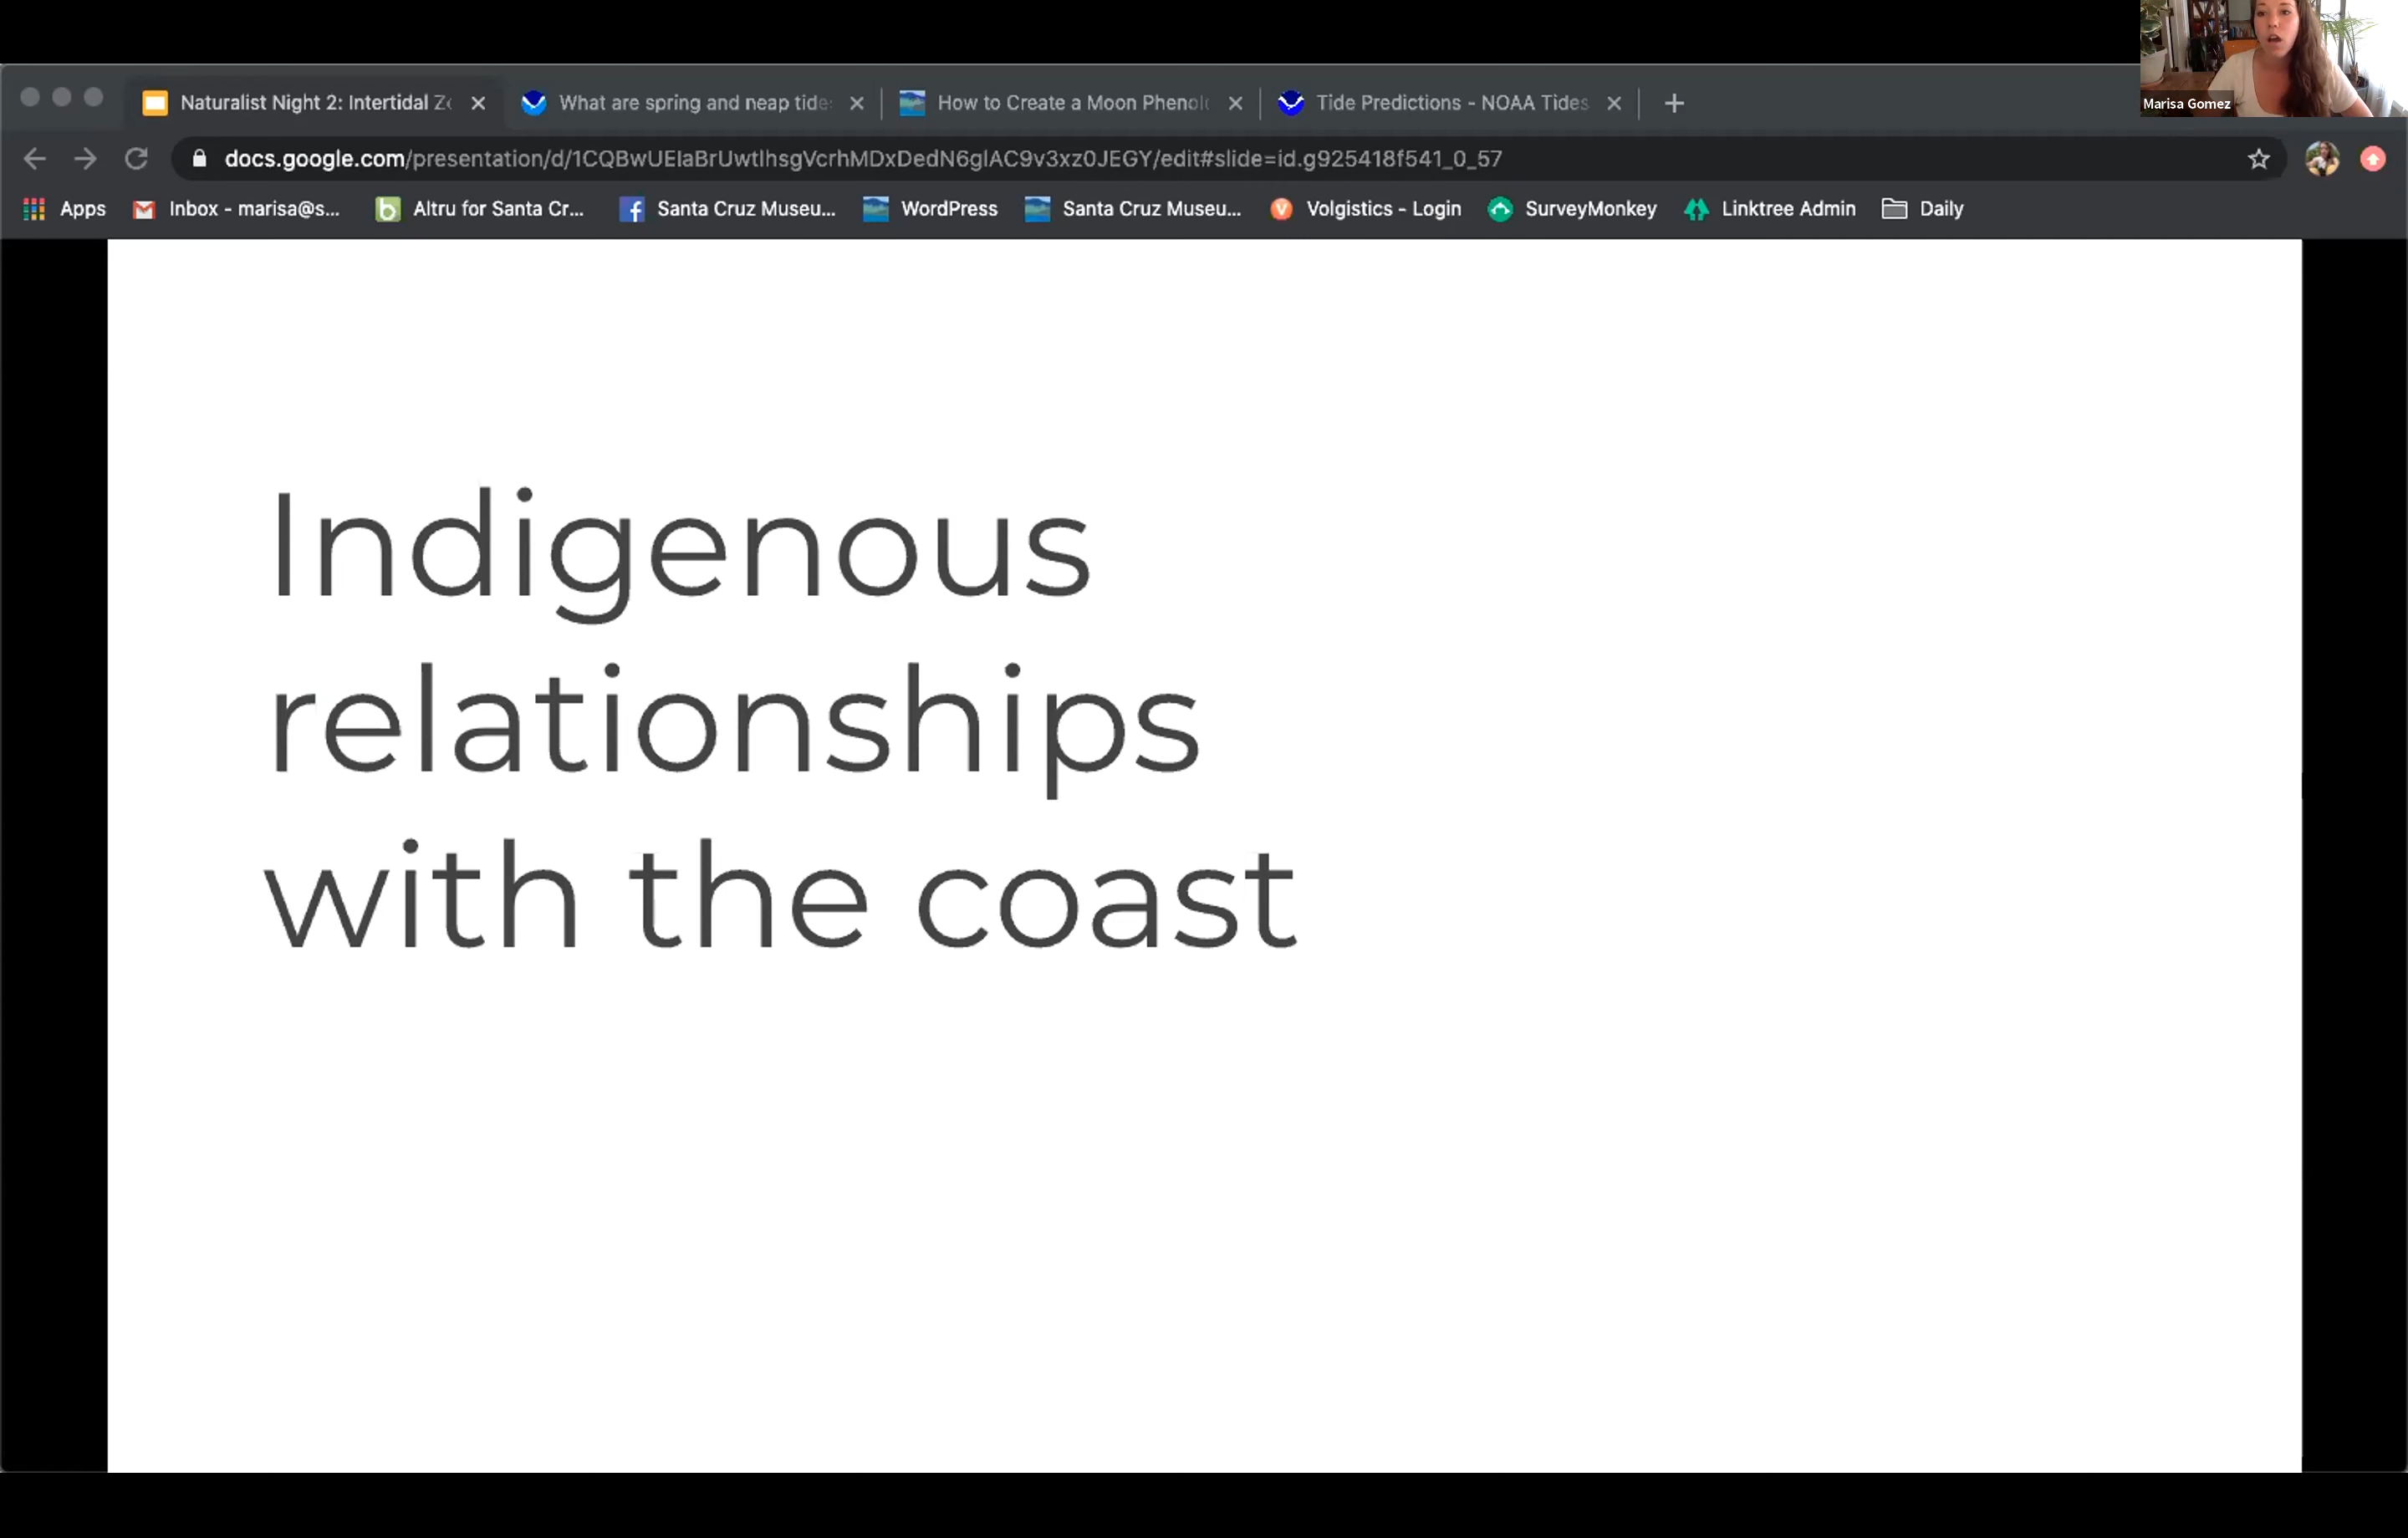 Marisa Gomez
Naturalist Night 2: Intertidal Z
What are spring and neap tide
How to Create a Moon Phenol
Tide Predictions - NOAA Tides
docs.google.com/presentation/d/1CQBwUEIaBrUwtlhsgVcrhMDxDedN6glAC9v3xz0JEGY/edit#slide=id.g925418f541_0_57
Apps Inbox - marisa@s... Altru for Santa Cr... Santa Cruz Museu... WordPress Santa Cruz Museu... Volgistics - Login SurveyMonkey Linktree Admin Daily
Indigenous
relationships
with the coast